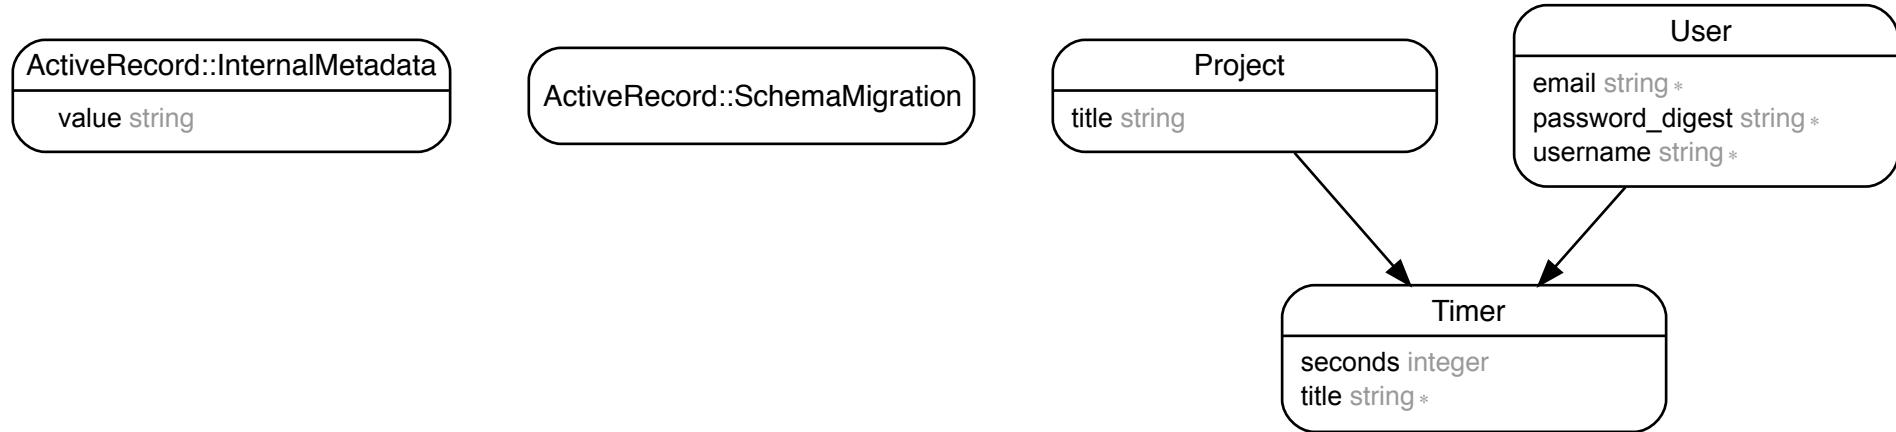 ActiveRecord::InternalMetadata
value string
ActiveRecord::SchemaMigration
Project
title string
User
email string *
password_digest string *
username string *
Timer
seconds integer
title string *